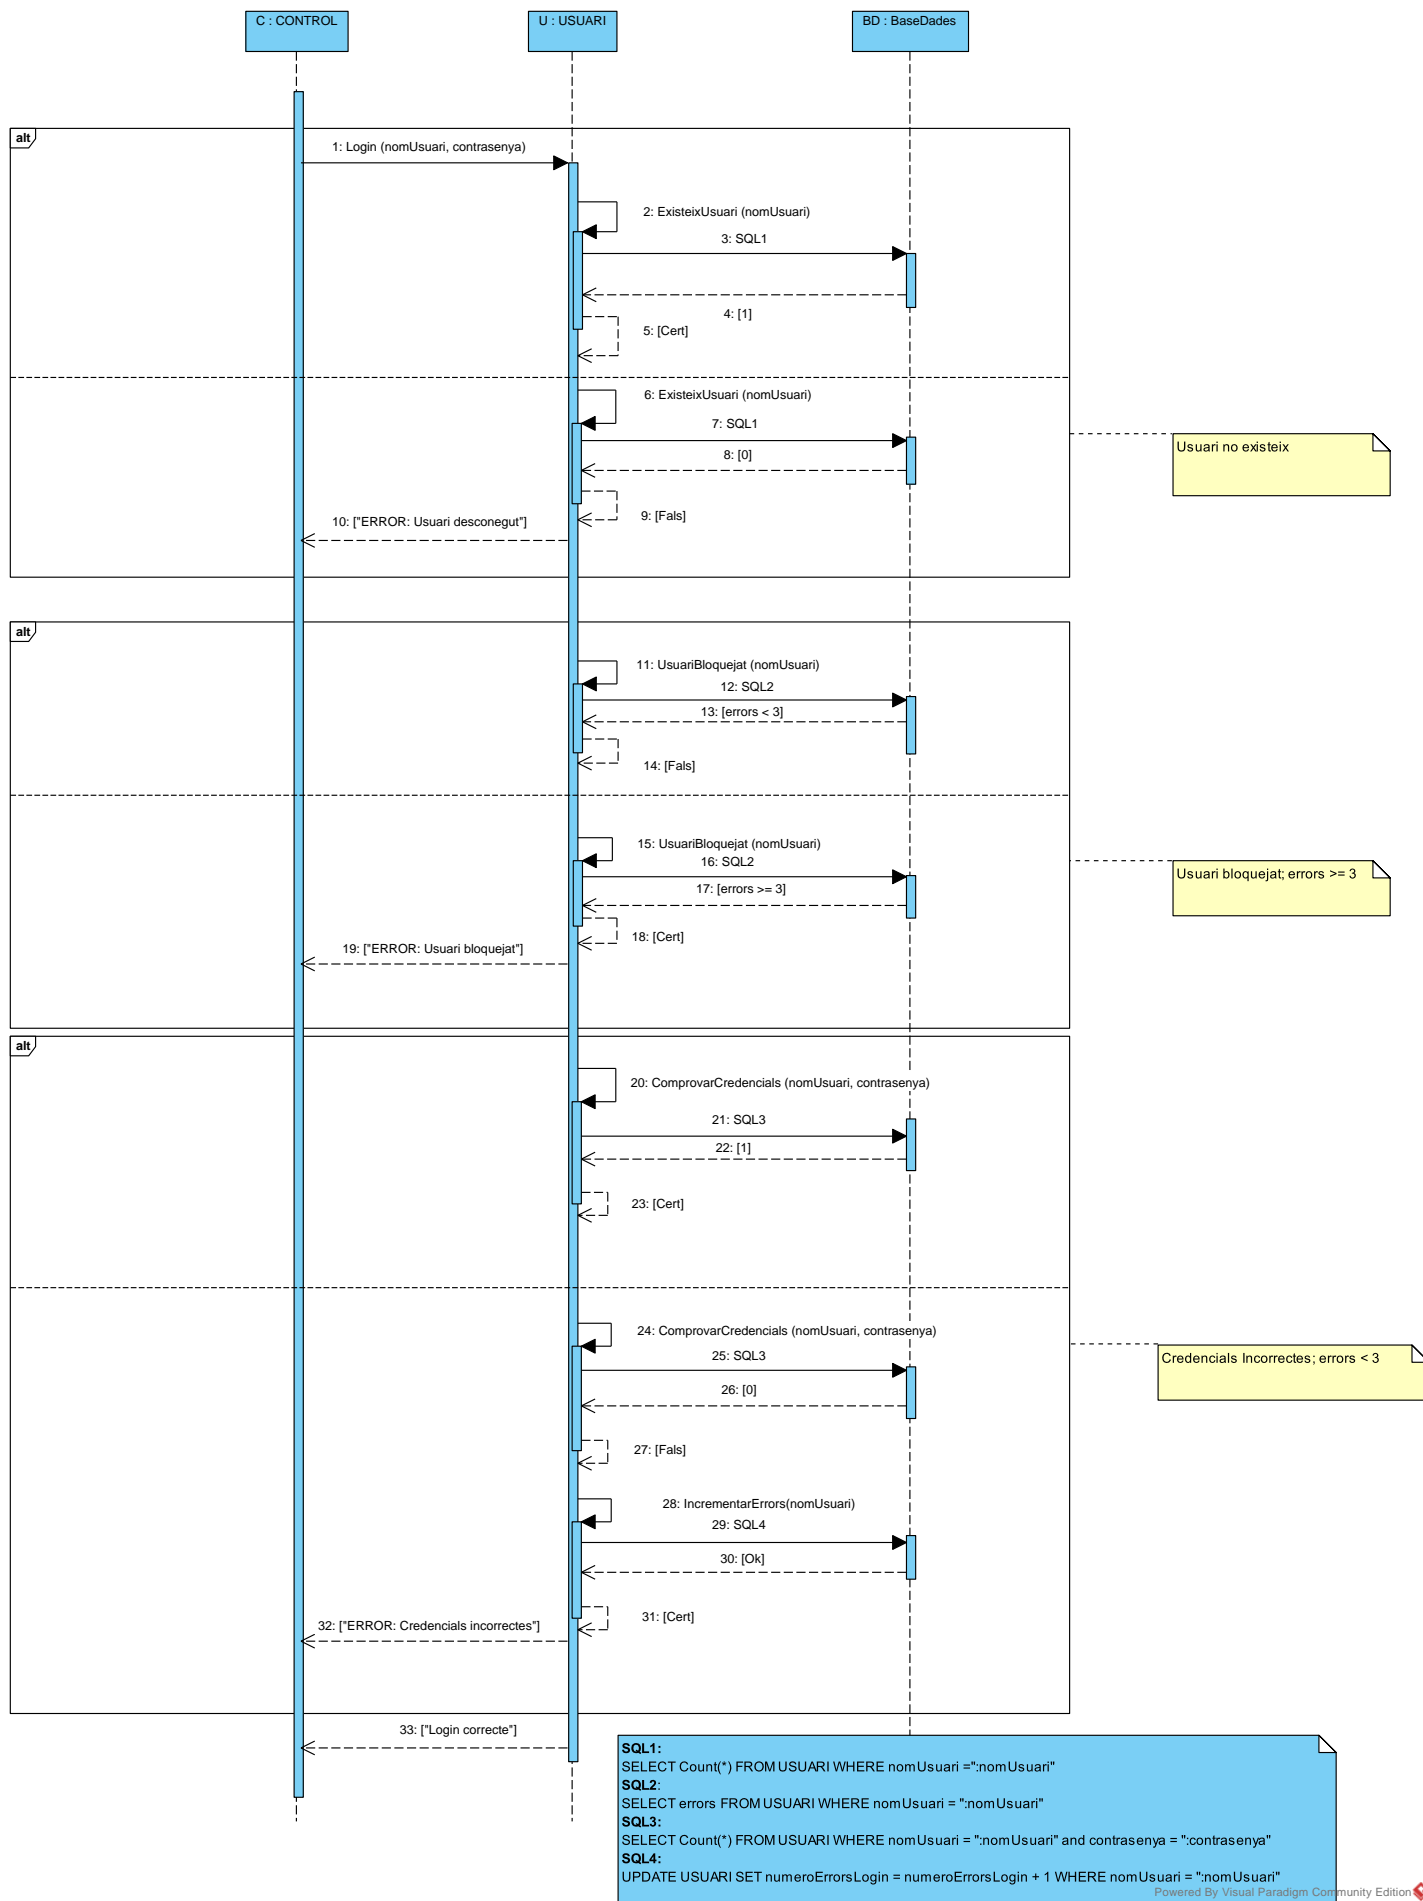 C : CONTROL
U : USUARI
BD : BaseDades
alt
1: Login (nomUsuari, contrasenya)
2: ExisteixUsuari (nomUsuari)
3: SQL1
4: [1]
5: [Cert]
6: ExisteixUsuari (nomUsuari)
7: SQL1
Usuari no existeix
8: [0]
9: [Fals]
10: ["ERROR: Usuari desconegut"]
alt
11: UsuariBloquejat (nomUsuari)
12: SQL2
13: [errors < 3]
14: [Fals]
15: UsuariBloquejat (nomUsuari)
16: SQL2
Usuari bloquejat; errors >= 3
17: [errors >= 3]
18: [Cert]
19: ["ERROR: Usuari bloquejat"]
alt
20: ComprovarCredencials (nomUsuari, contrasenya)
21: SQL3
22: [1]
23: [Cert]
24: ComprovarCredencials (nomUsuari, contrasenya)
25: SQL3
Credencials Incorrectes; errors < 3
26: [0]
27: [Fals]
28: IncrementarErrors(nomUsuari)
29: SQL4
30: [Ok]
31: [Cert]
32: ["ERROR: Credencials incorrectes"]
33: ["Login correcte"]
SQL1:
SELECT Count(*) FROM USUARI WHERE nomUsuari =":nomUsuari"
SQL2:
SELECT errors FROM USUARI WHERE nomUsuari = ":nomUsuari"
SQL3:
SELECT Count(*) FROM USUARI WHERE nomUsuari = ":nomUsuari" and contrasenya = ":contrasenya"
SQL4:
UPDATE USUARI SET numeroErrorsLogin = numeroErrorsLogin + 1 WHERE nomUsuari = ":nomUsuari"
Powered By Visual Paradigm Community Edition